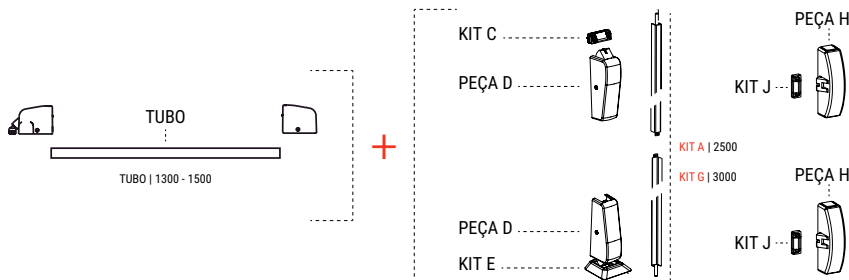 TUBO
TUBO | 1300 - 1500
+
KIT C
PEÇA D
PEÇA D
KIT E
KIT A | 2500
KIT G | 3000
PEÇA H
KIT J
PEÇA H
KIT J